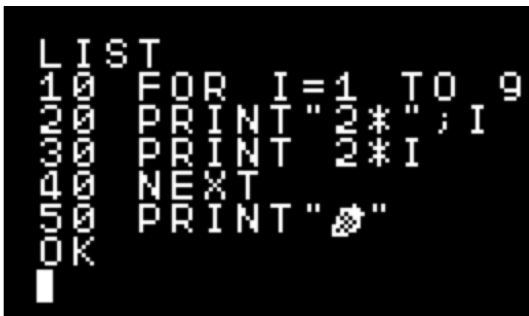 LIST
10 FOR I=1 TO 9
20 PRINT"2*";I
30 PRINT 2*I
40 NEXT
50 PRINT"🍓"
OK